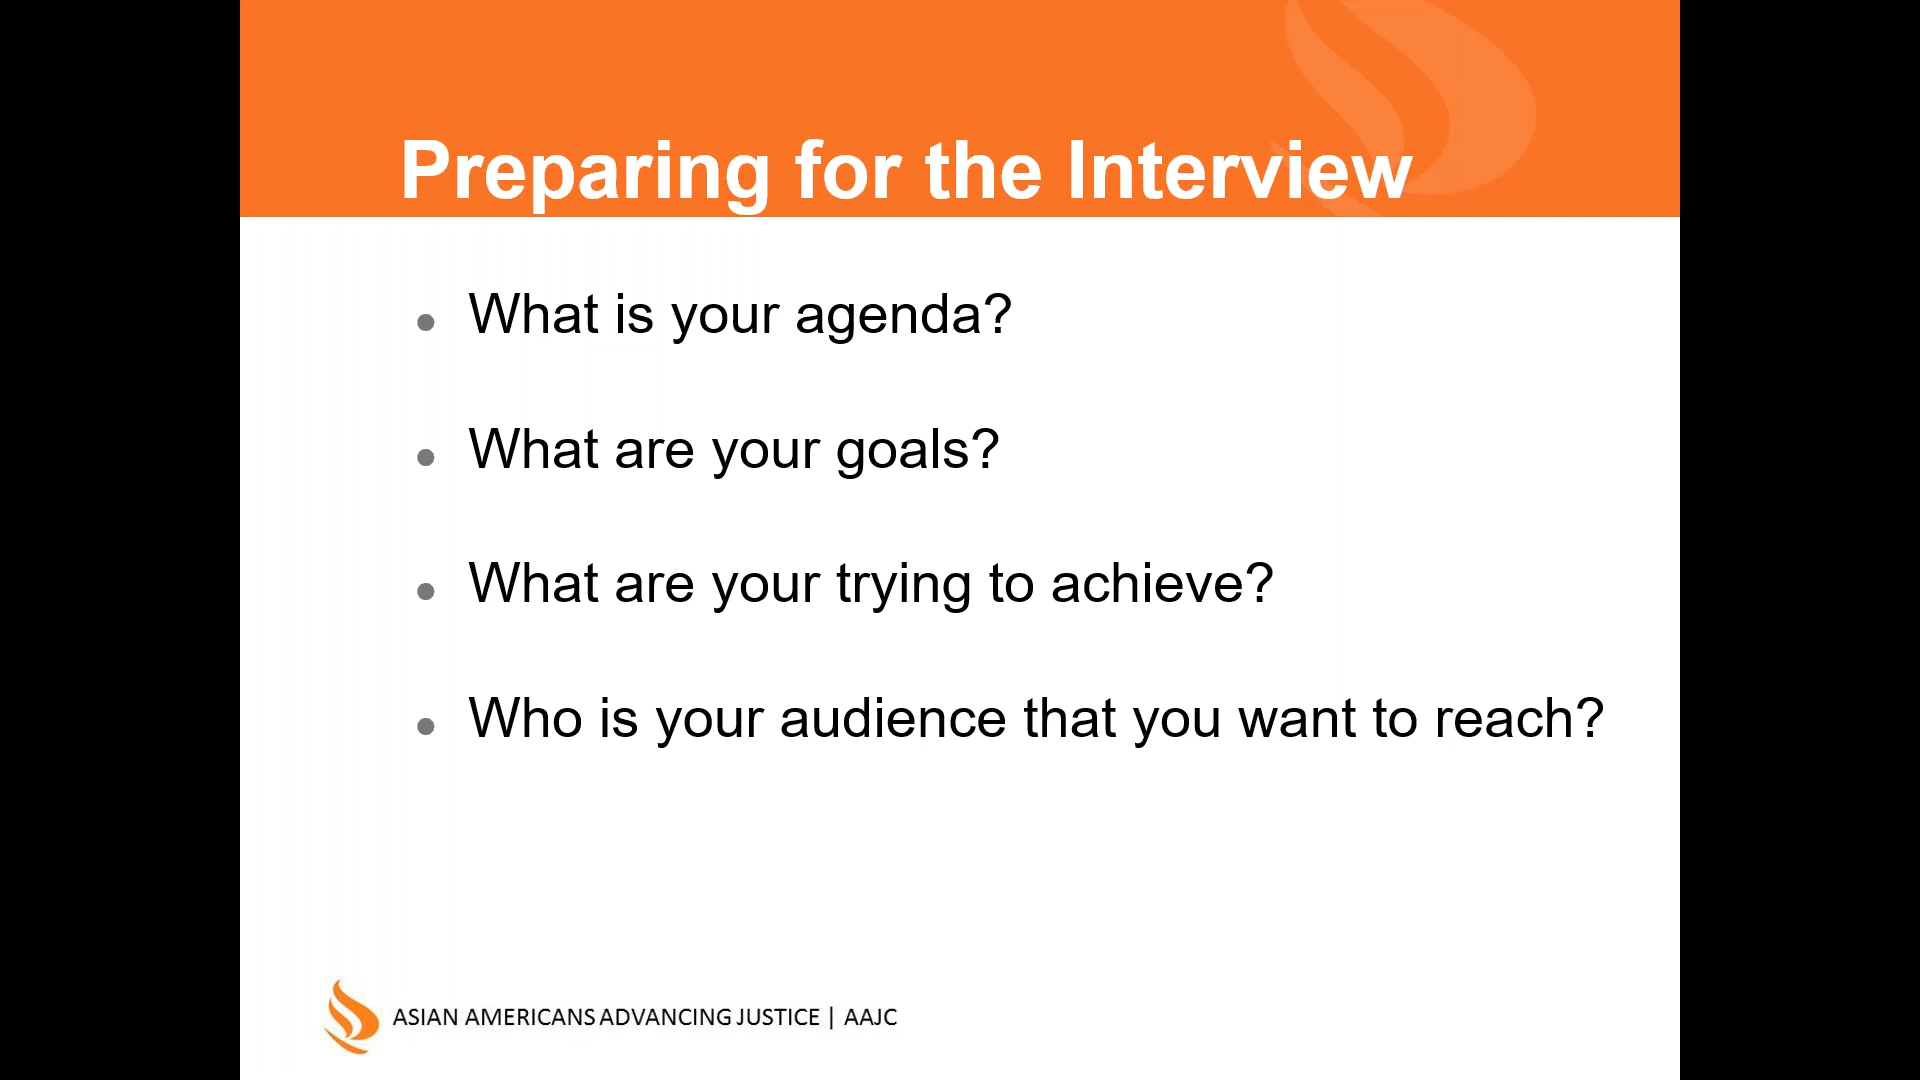 Preparing for the Interview
• What is your agenda?
• What are your goals?
• What are your trying to achieve?
• Who is your audience that you want to reach?
ASIAN AMERICANS ADVANCING JUSTICE | AAJC